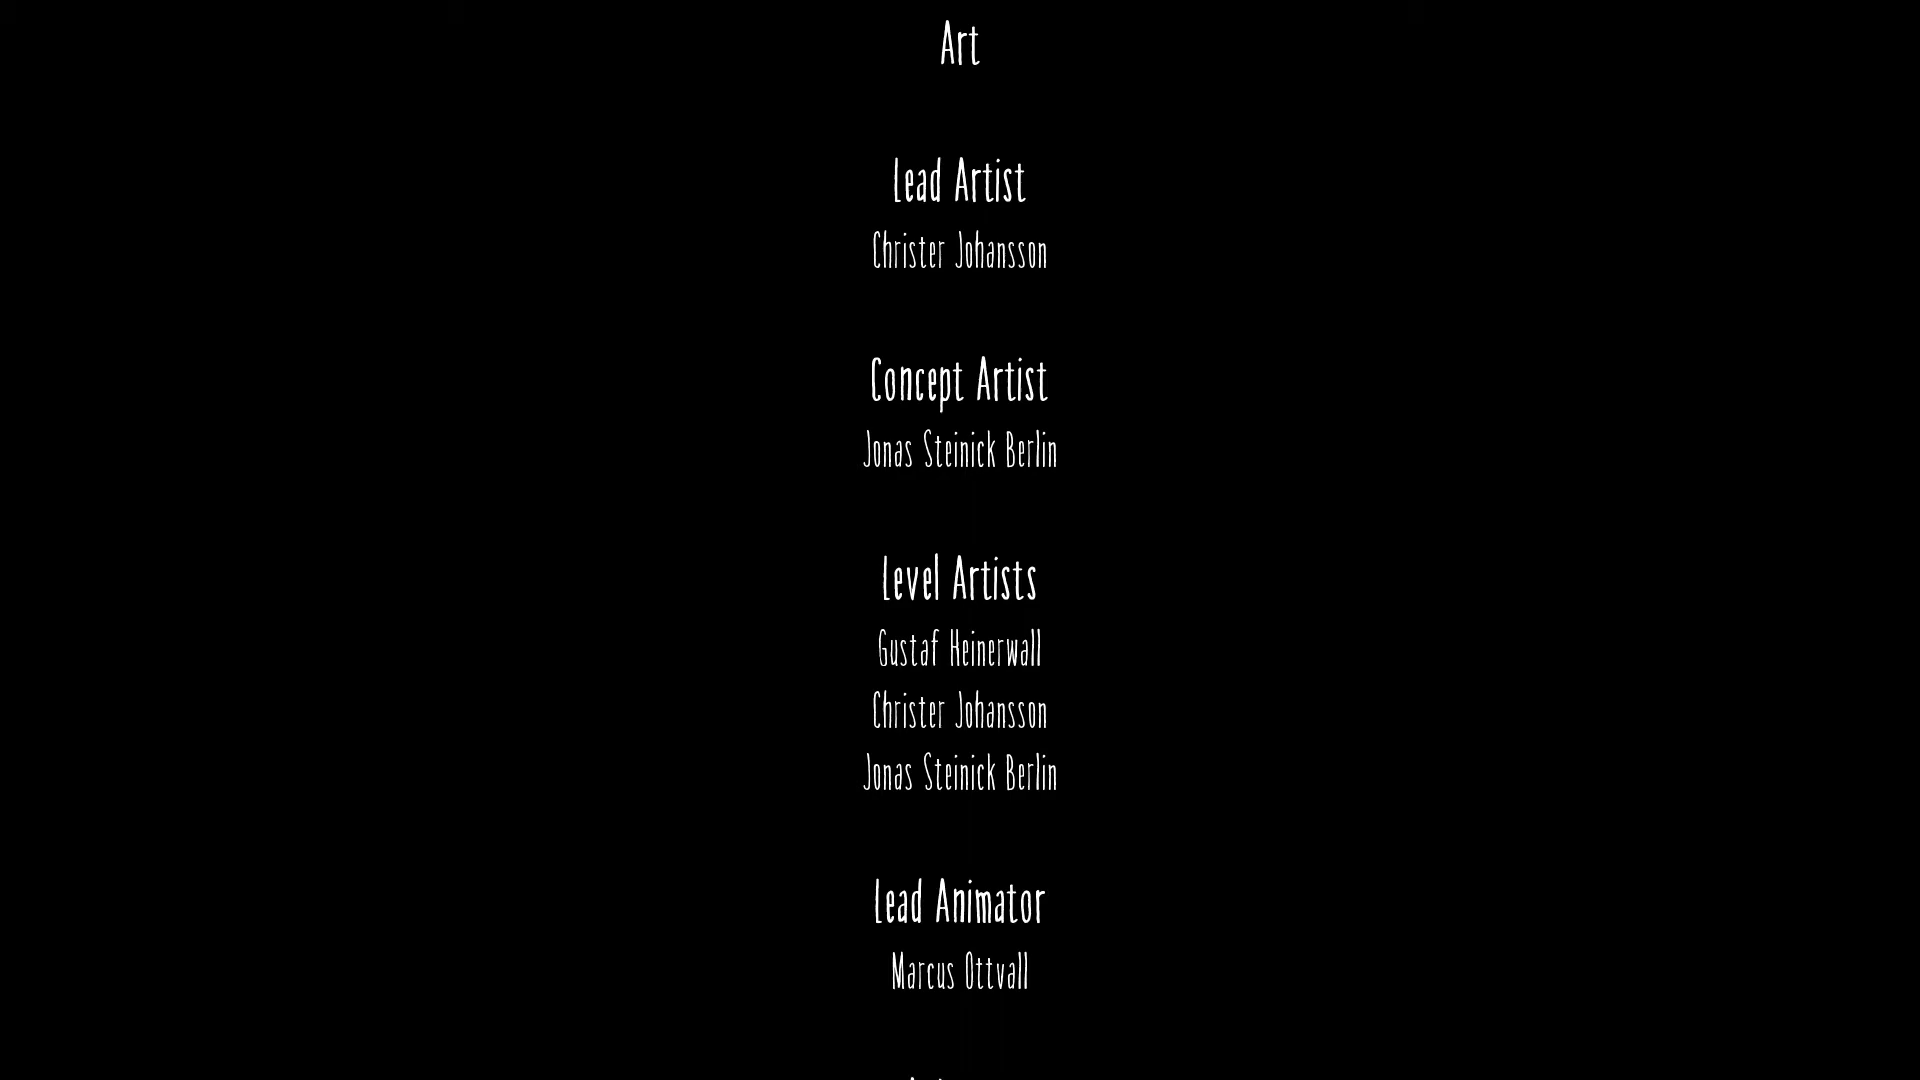 Art
Lead Artist
Christer Johansson
Concept Artist
Jonas Steinick Berlin
Level Artists
Gustaf Heinerwall
Christer Johansson
Jonas Steinick Berlin
Lead Animator
Marcus Ottvall